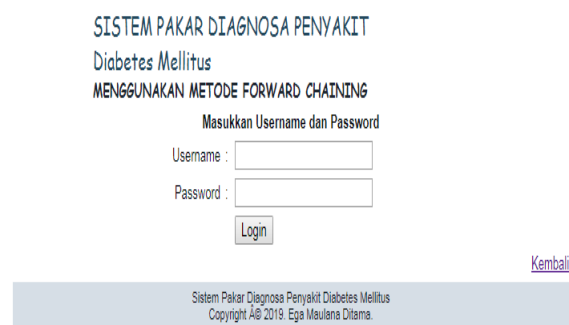 SISTEM PAKAR DIAGNOSA PENYAKIT
Diabetes Mellitus
MENGGUNAKAN METODE FORWARD CHAINING
Masukkan Username dan Password
Username :
Password :
Login
Kembali
Sistem Pakar Diagnosa Penyakit Diabetes Mellitus
Copyright Â© 2019. Ega Maulana Ditama.